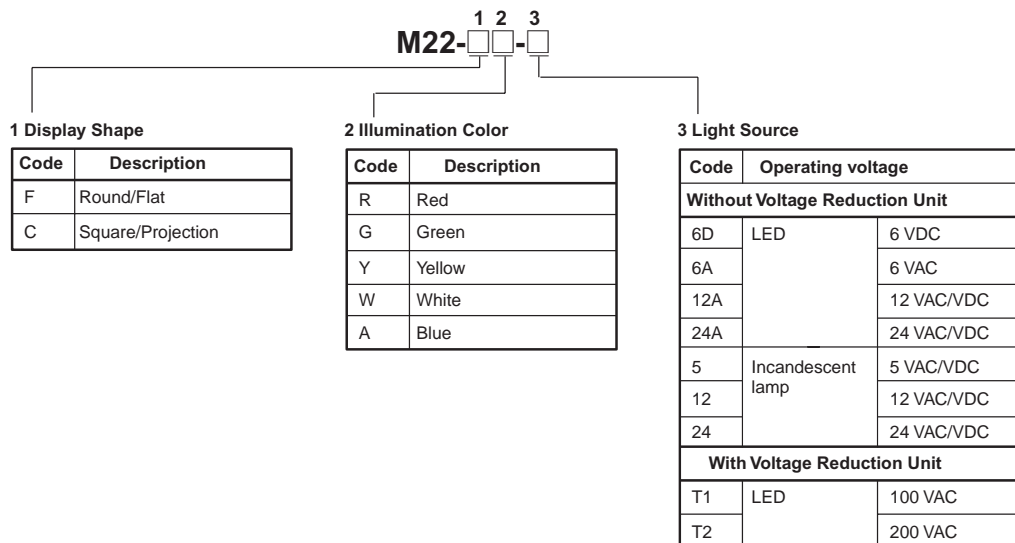 1 2 3
M22-□□-□
1 Display Shape
Code Description
F Round/Flat
C Square/Projection
2 Illumination Color
Code Description
R Red
G Green
Y Yellow
W White
A Blue
3 Light Source
Code Operating voltage
Without Voltage Reduction Unit
6D LED 6 VDC
6A 6 VAC
12A 12 VAC/VDC
24A 24 VAC/VDC
5 Incandescent lamp 5 VAC/VDC
12 12 VAC/VDC
24 24 VAC/VDC
With Voltage Reduction Unit
T1 LED 100 VAC
T2 200 VAC